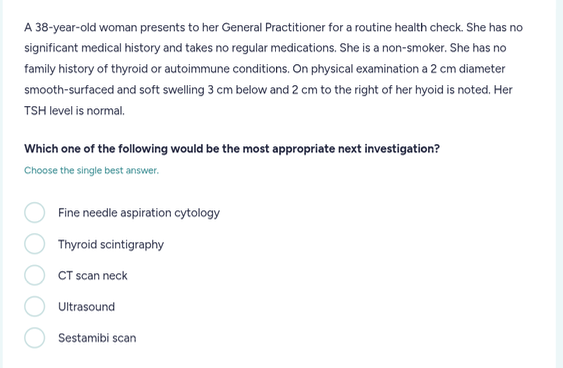 A 38-year-old woman presents to her General Practitioner for a routine health check. She has no
significant medical history and takes no regular medications. She is a non-smoker. She has no
family history of thyroid or autoimmune conditions. On physical examination a 2 cm diameter
smooth-surfaced and soft swelling 3 cm below and 2 cm to the right of her hyoid is noted. Her
TSH level is normal.
Which one of the following would be the most appropriate next investigation?
Choose the single best answer.
Fine needle aspiration cytology
Thyroid scintigraphy
CT scan neck
Ultrasound
Sestamibi scan